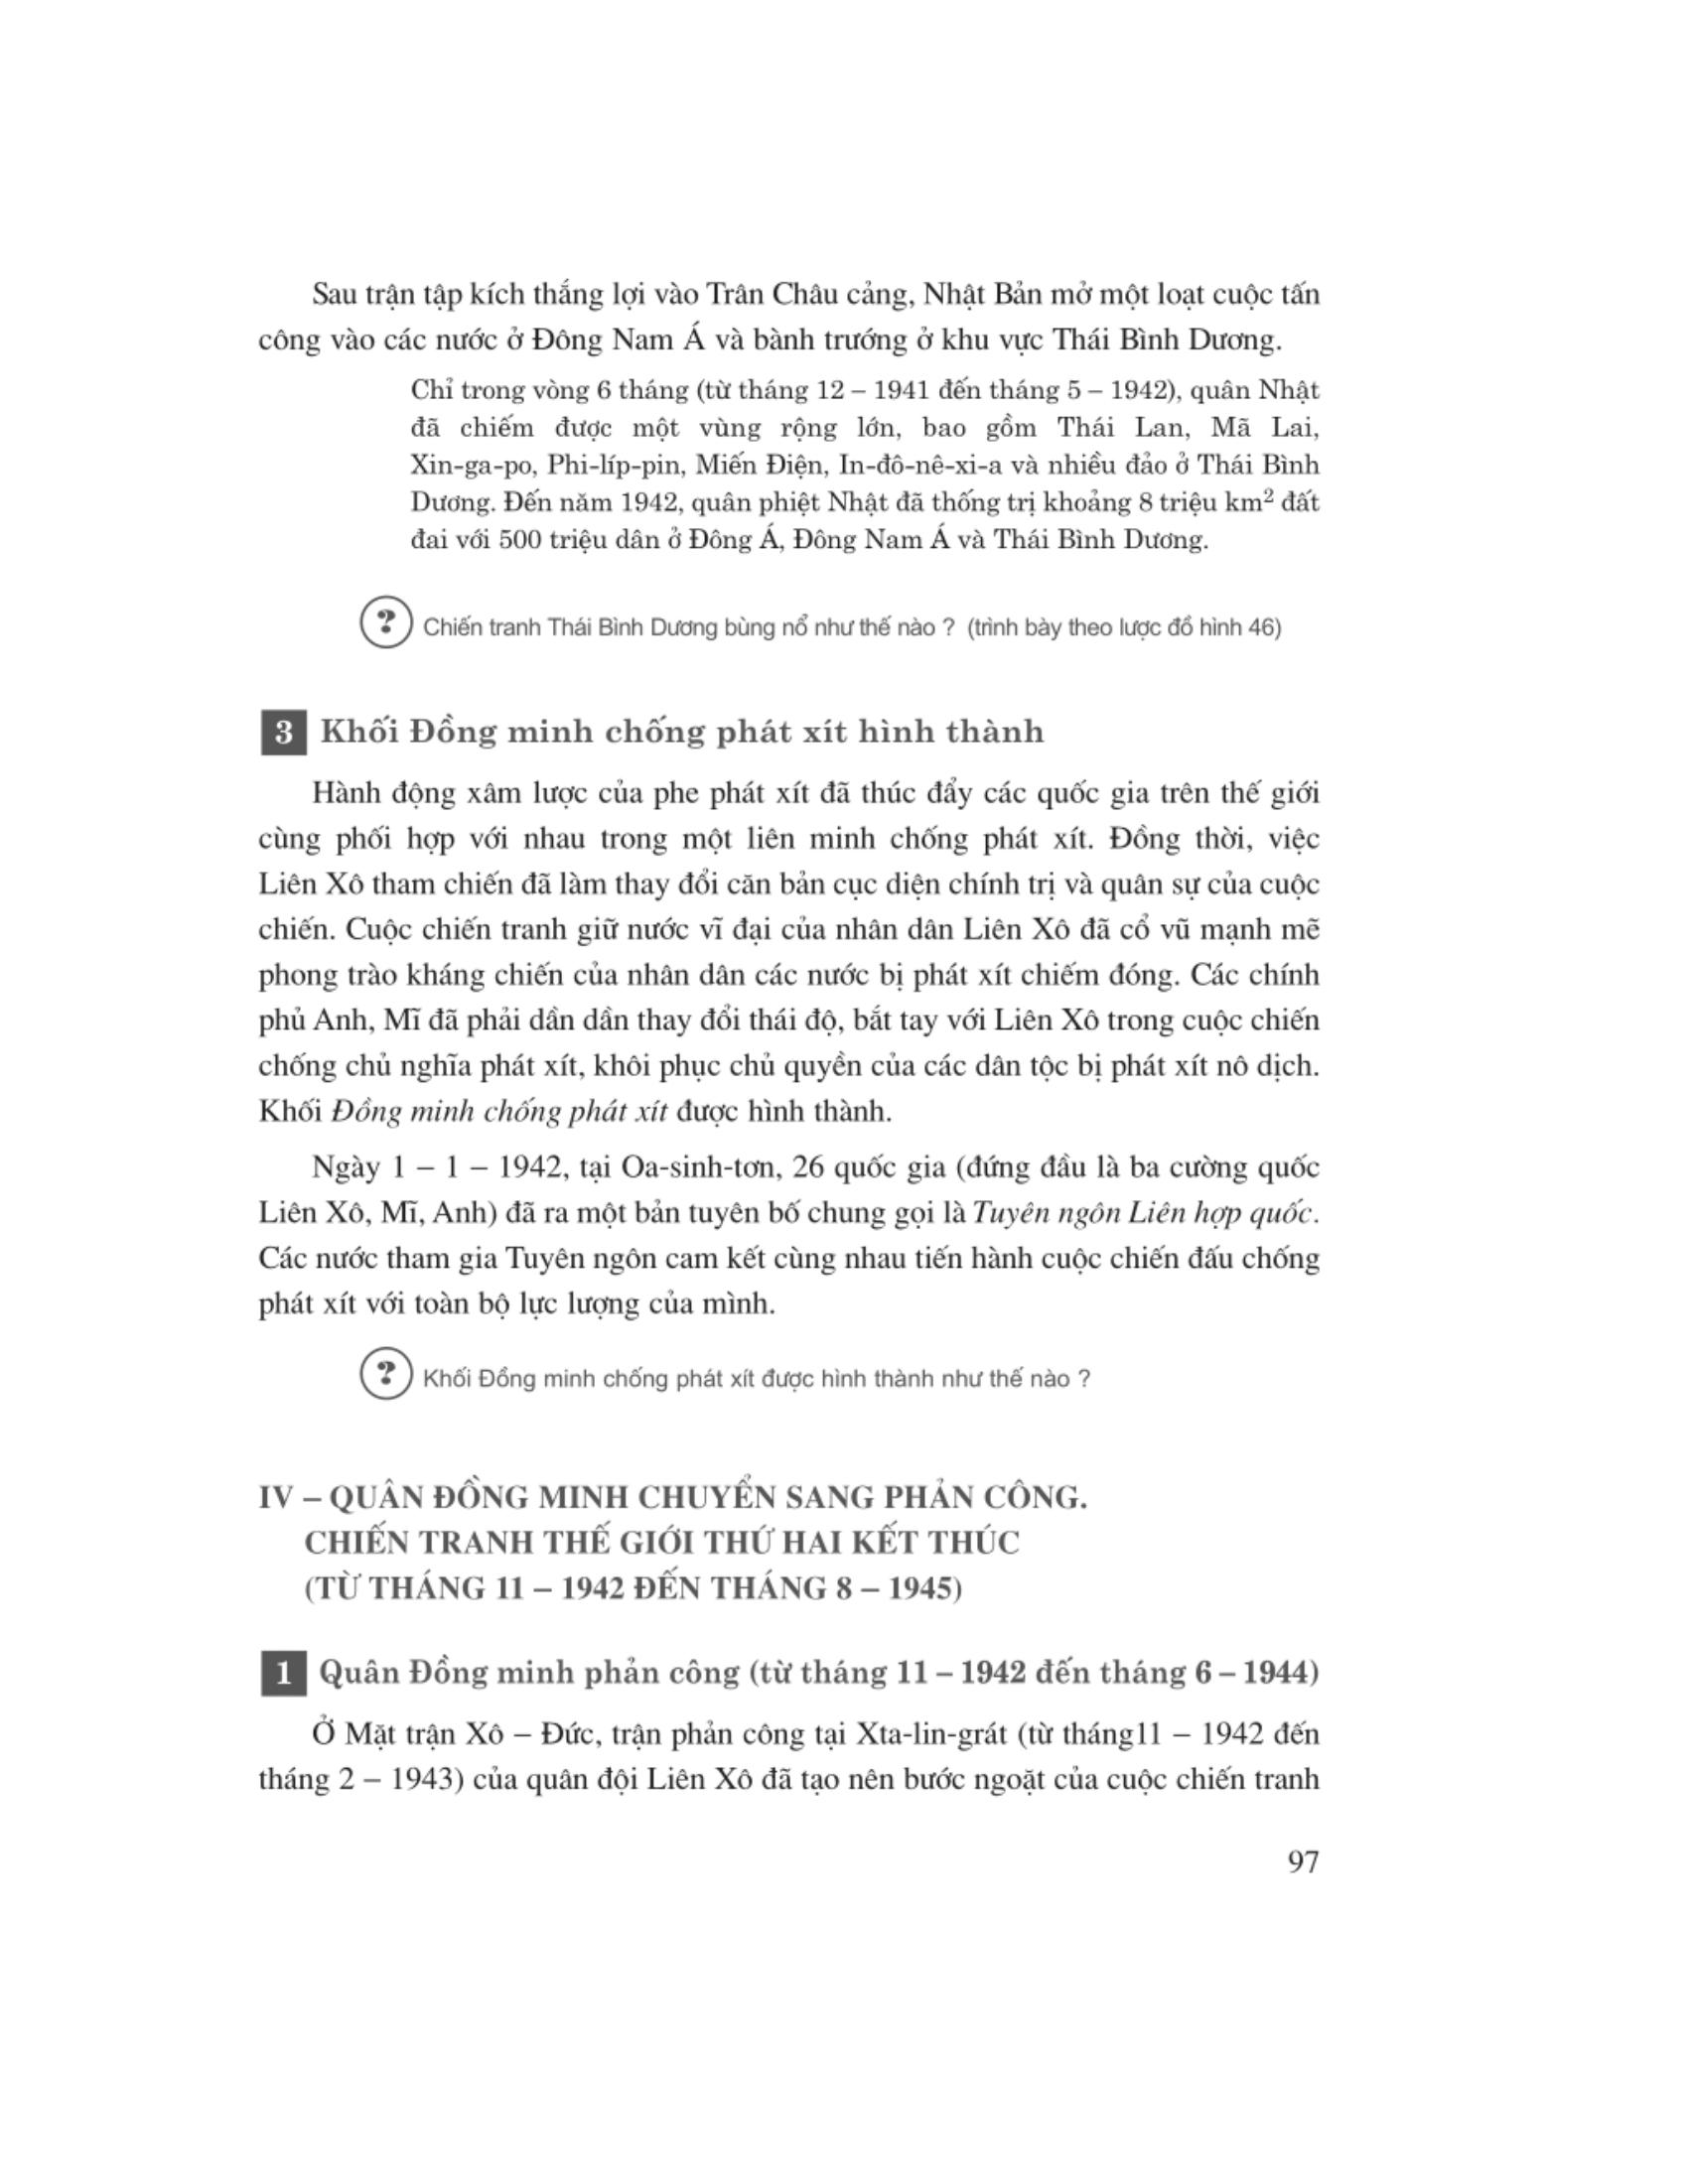 Sau trận tập kích thắng lợi vào Trân Châu cảng, Nhật Bản mở một loạt cuộc tấn
công vào các nước ở Đông Nam Á và bành trướng ở khu vực Thái Bình Dương.
Chỉ trong vòng 6 tháng (từ tháng 12 – 1941 đến tháng 5 – 1942), quân Nhật
đã chiếm được một vùng rộng lớn, bao gồm Thái Lan, Mã Lai,
Xin-ga-po, Phi-líp-pin, Miến Điện, In-đô-nê-xi-a và nhiều đảo ở Thái Bình
Dương. Đến năm 1942, quân phiệt Nhật đã thống trị khoảng 8 triệu km² đất
đai với 500 triệu dân ở Đông Á, Đông Nam Á và Thái Bình Dương.
? Chiến tranh Thái Bình Dương bùng nổ như thế nào ? (trình bày theo lược đồ hình 46)
3 Khối Đồng minh chống phát xít hình thành
Hành động xâm lược của phe phát xít đã thúc đẩy các quốc gia trên thế giới
cùng phối hợp với nhau trong một liên minh chống phát xít. Đồng thời, việc
Liên Xô tham chiến đã làm thay đổi căn bản cục diện chính trị và quân sự của cuộc
chiến. Cuộc chiến tranh giữ nước vĩ đại của nhân dân Liên Xô đã cổ vũ mạnh mẽ
phong trào kháng chiến của nhân dân các nước bị phát xít chiếm đóng. Các chính
phủ Anh, Mĩ đã phải dần dần thay đổi thái độ, bắt tay với Liên Xô trong cuộc chiến
chống chủ nghĩa phát xít, khôi phục chủ quyền của các dân tộc bị phát xít nô dịch.
Khối Đồng minh chống phát xít được hình thành.
Ngày 1 – 1 – 1942, tại Oa-sinh-tơn, 26 quốc gia (đứng đầu là ba cường quốc
Liên Xô, Mĩ, Anh) đã ra một bản tuyên bố chung gọi là Tuyên ngôn Liên hợp quốc.
Các nước tham gia Tuyên ngôn cam kết cùng nhau tiến hành cuộc chiến đấu chống
phát xít với toàn bộ lực lượng của mình.
? Khối Đồng minh chống phát xít được hình thành như thế nào ?
IV – QUÂN ĐỒNG MINH CHUYỂN SANG PHẢN CÔNG.
CHIẾN TRANH THẾ GIỚI THỨ HAI KẾT THÚC
(TỪ THÁNG 11 – 1942 ĐẾN THÁNG 8 – 1945)
1 Quân Đồng minh phản công (từ tháng 11 – 1942 đến tháng 6 – 1944)
Ở Mặt trận Xô – Đức, trận phản công tại Xta-lin-grát (từ tháng11 – 1942 đến
tháng 2 – 1943) của quân đội Liên Xô đã tạo nên bước ngoặt của cuộc chiến tranh
97